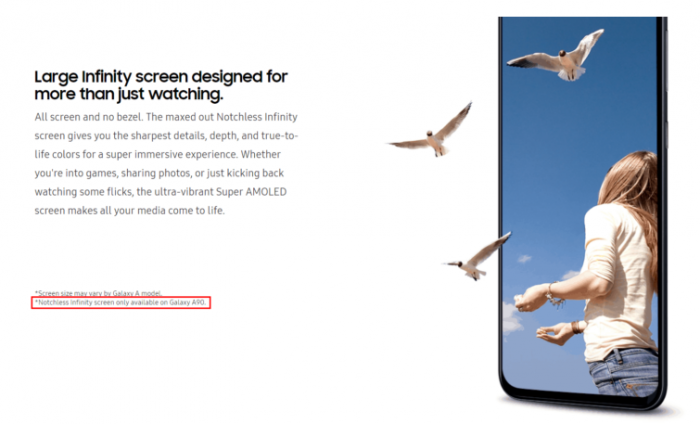 Large Infinity screen designed for
more than just watching.
All screen and no bezel. The maxed out Notchless Infinity
screen gives you the sharpest details, depth, and true-to-
life colors for a super immersive experience. Whether
you're into games, sharing photos, or just kicking back
watching some flicks, the ultra-vibrant Super AMOLED
screen makes all your media come to life.
*Screen size may vary by Galaxy A model.
*Notchless Infinity screen only available on Galaxy A90.